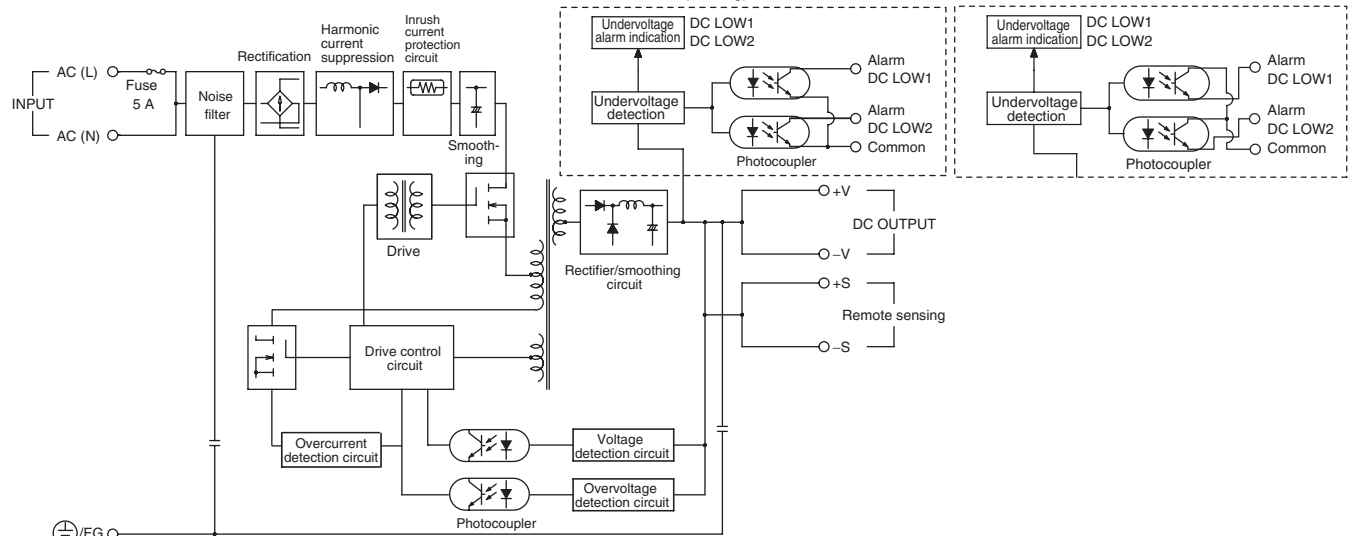 INPUT
AC (L)
Fuse
5 A
AC (N)
Noise
filter
Rectification
Harmonic
current
suppression
Inrush
current
protection
circuit
Smooth-
ing
Drive
Rectifier/smoothing
circuit
Drive control
circuit
Overcurrent
detection circuit
Voltage
detection circuit
Overvoltage
detection circuit
Photocoupler
/FG
Undervoltage
alarm indication
DC LOW1
DC LOW2
Undervoltage
detection
Photocoupler
Alarm
DC LOW1
Alarm
DC LOW2
Common
Undervoltage
alarm indication
DC LOW1
DC LOW2
Undervoltage
detection
Photocoupler
Alarm
DC LOW1
Alarm
DC LOW2
Common
+V
DC OUTPUT
−V
+S
Remote sensing
−S